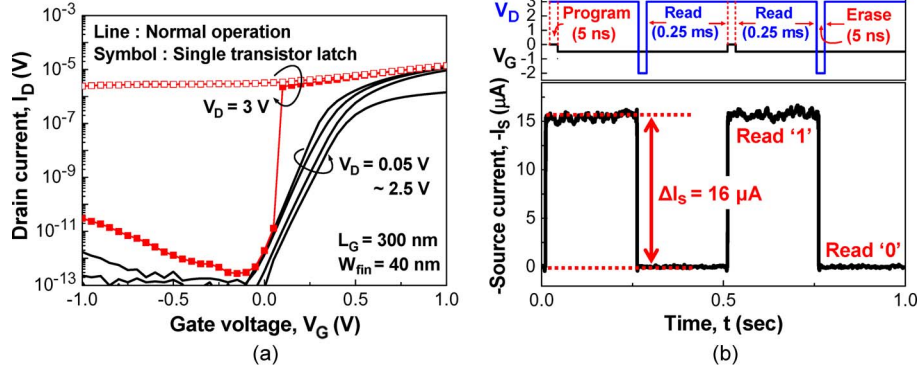 Line : Normal operation
Symbol : Single transistor latch
V_D = 3 V
V_D = 0.05 V
~ 2.5 V
L_G = 300 nm
W_fin = 40 nm
Drain current, I_D (V)
10^-3
10^-5
10^-7
10^-9
10^-11
10^-13
-1.0 -0.5 0.0 0.5 1.0
Gate voltage, V_G (V)
(a)
V_D
V_G
3
2
1
0
-1
-2
Program
(5 ns)
Read
(0.25 ms)
Read
(0.25 ms)
Erase
(5 ns)
-Source current, -I_S (μA)
15
10
5
0
ΔI_S = 16 μA
Read '1'
Read '0'
0.0 0.5 1.0
Time, t (sec)
(b)